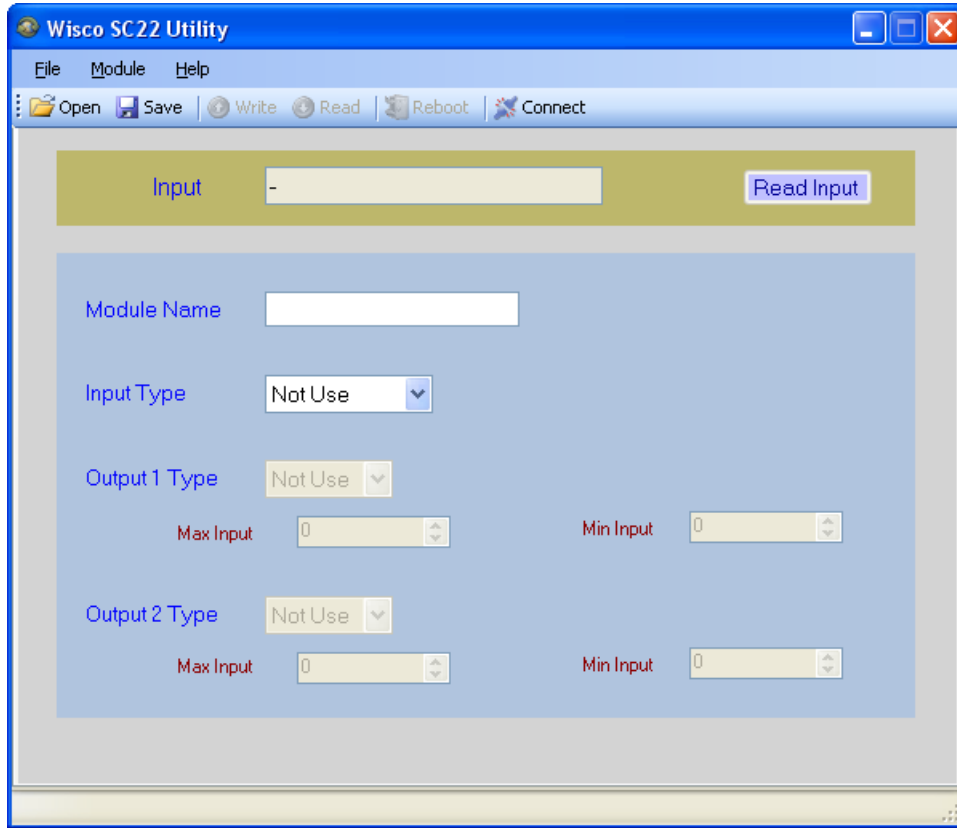 Wisco SC22 Utility
File Module Help
Open Save Write Read Reboot Connect
Input - Read Input
Module Name
Input Type Not Use
Output 1 Type Not Use
Max Input 0 Min Input 0
Output 2 Type Not Use
Max Input 0 Min Input 0